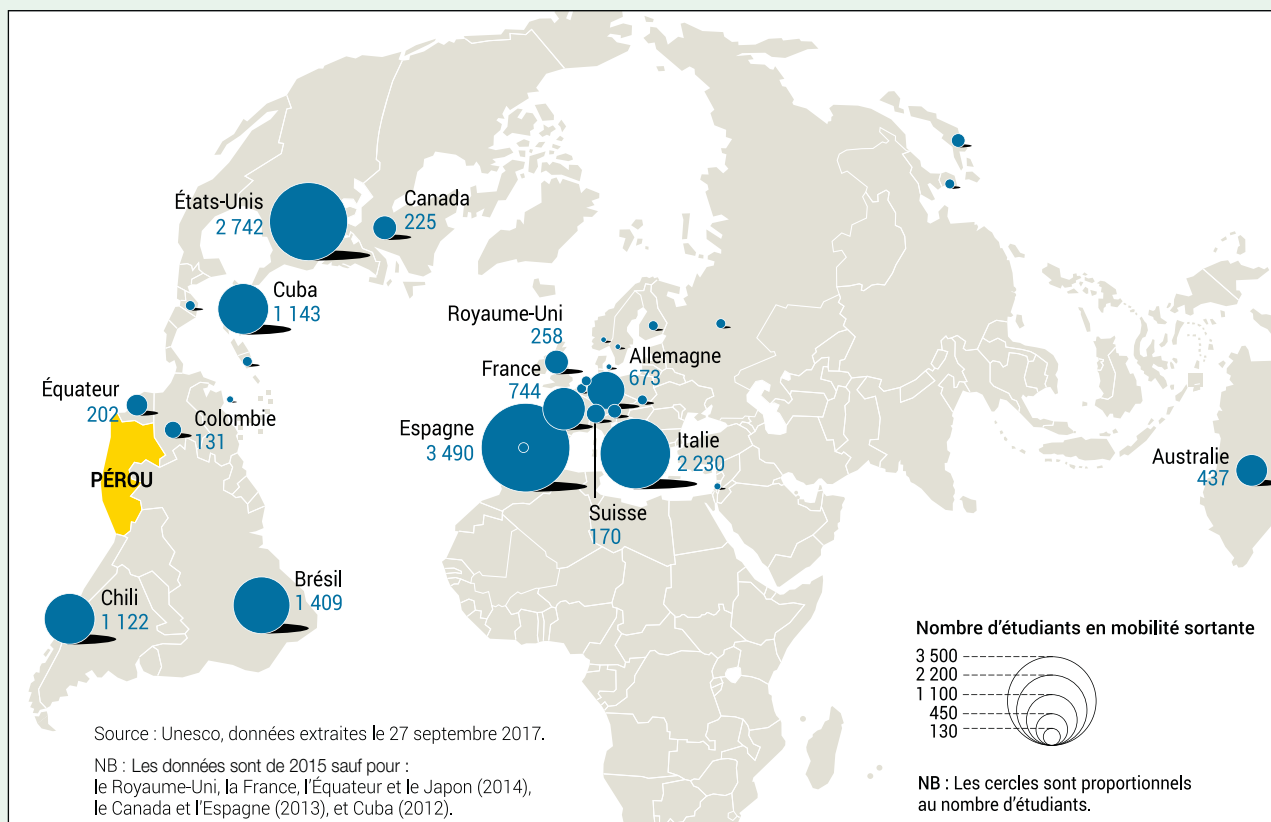 États-Unis
2 742
Canada
225
Cuba
1 143
Royaume-Uni
258
Allemagne
673
France
744
Équateur
202
Colombie
131
Espagne
3 490
Italie
2 230
Australie
437
PÉROU
Suisse
170
Brésil
1 409
Chili
1 122
Nombre d'étudiants en mobilité sortante
3 500
2 200
1 100
450
130
Source : Unesco, données extraites le 27 septembre 2017.
NB : Les données sont de 2015 sauf pour :
le Royaume-Uni, la France, l'Équateur et le Japon (2014),
le Canada et l'Espagne (2013), et Cuba (2012).
NB : Les cercles sont proportionnels
au nombre d'étudiants.